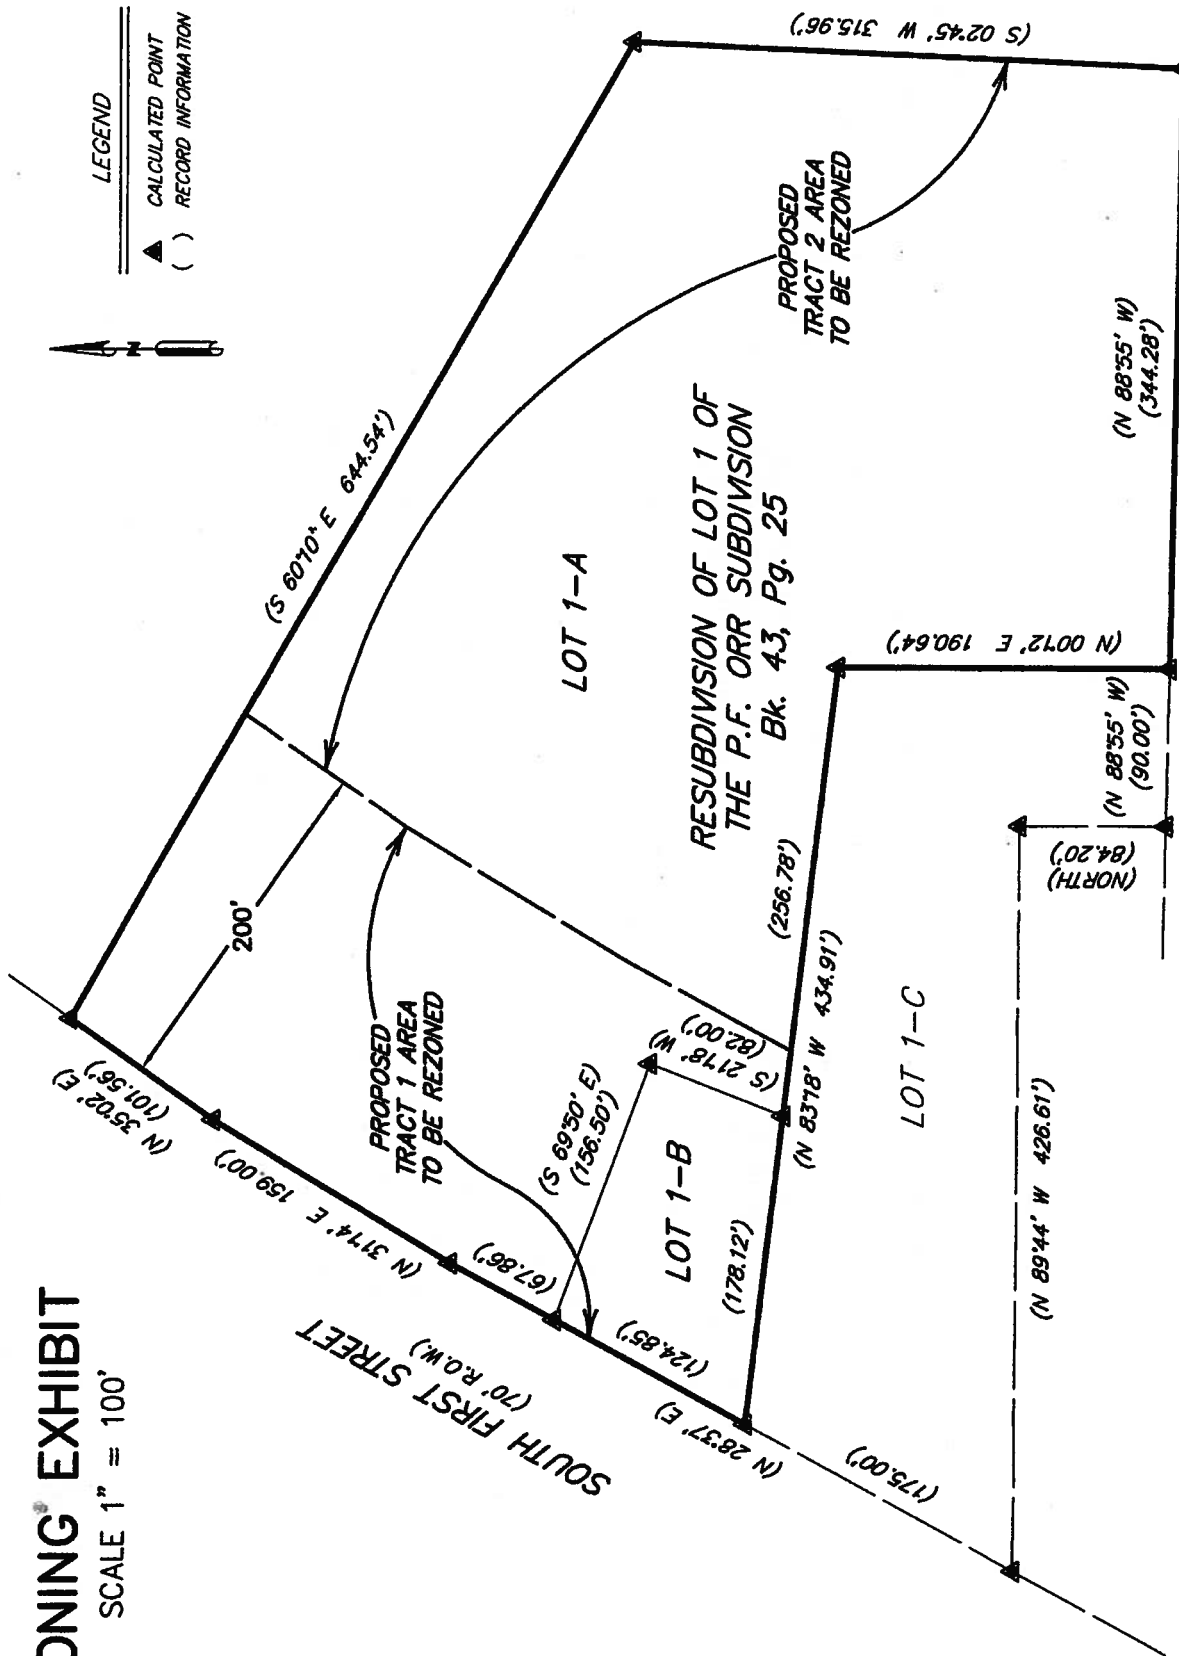 ONING EXHIBIT
SCALE 1" = 100'
LEGEND
▲ CALCULATED POINT
( ) RECORD INFORMATION
N
(S 60°10" E 644.54')
(S 02°45' W 315.96')
200'
(N 35°02' E)
(101.56')
PROPOSED
TRACT 1 AREA
TO BE REZONED
PROPOSED
TRACT 2 AREA
TO BE REZONED
LOT 1-A
(N 31°14' E 159.00')
(67.86')
SOUTH FIRST STREET
(70' R.O.W.)
(124.85')
(N 28°37' E)
(S 69°50' E)
(156.50')
LOT 1-B
(S 21°18' W)
(82.00')
(178.12')
RESUBDIVISION OF LOT 1 OF
THE P.F. ORR SUBDIVISION
Bk. 43, Pg. 25
(256.78')
(N 83°18' W 434.91')
(N 00°12' E 190.64')
LOT 1-C
(175.00')
(N 89°44' W 426.61')
(NORTH)
(84.20')
(N 88°55' W)
(90.00')
(N 88°55' W)
(344.28')